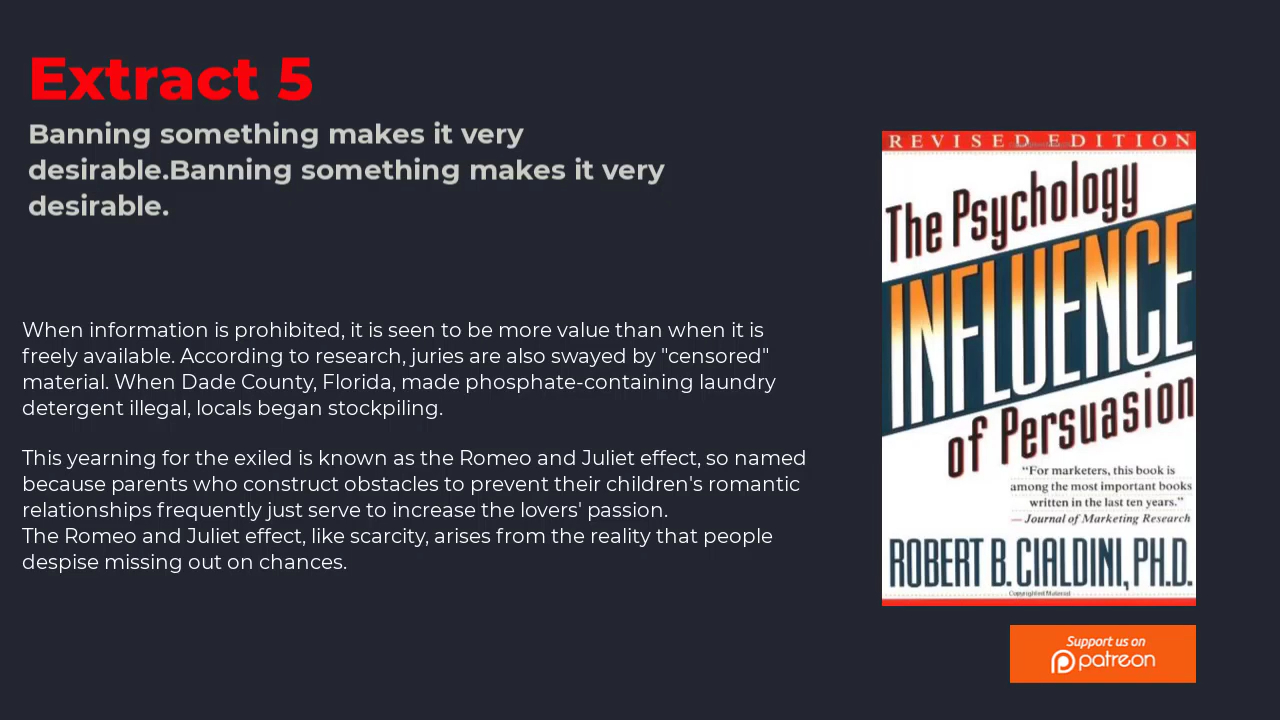 Extract 5
Banning something makes it very
desirable.Banning something makes it very
desirable.
When information is prohibited, it is seen to be more value than when it is
freely available. According to research, juries are also swayed by "censored"
material. When Dade County, Florida, made phosphate-containing laundry
detergent illegal, locals began stockpiling.
This yearning for the exiled is known as the Romeo and Juliet effect, so named
because parents who construct obstacles to prevent their children's romantic
relationships frequently just serve to increase the lovers' passion.
The Romeo and Juliet effect, like scarcity, arises from the reality that people
despise missing out on chances.
REVISED EDITION
The Psychology
INFLUENCE
of Persuasion
“For marketers, this book is
among the most important books
written in the last ten years.”
— Journal of Marketing Research
ROBERT B. CIALDINI, PH.D.
Copyrighted Material
Support us on
patreon